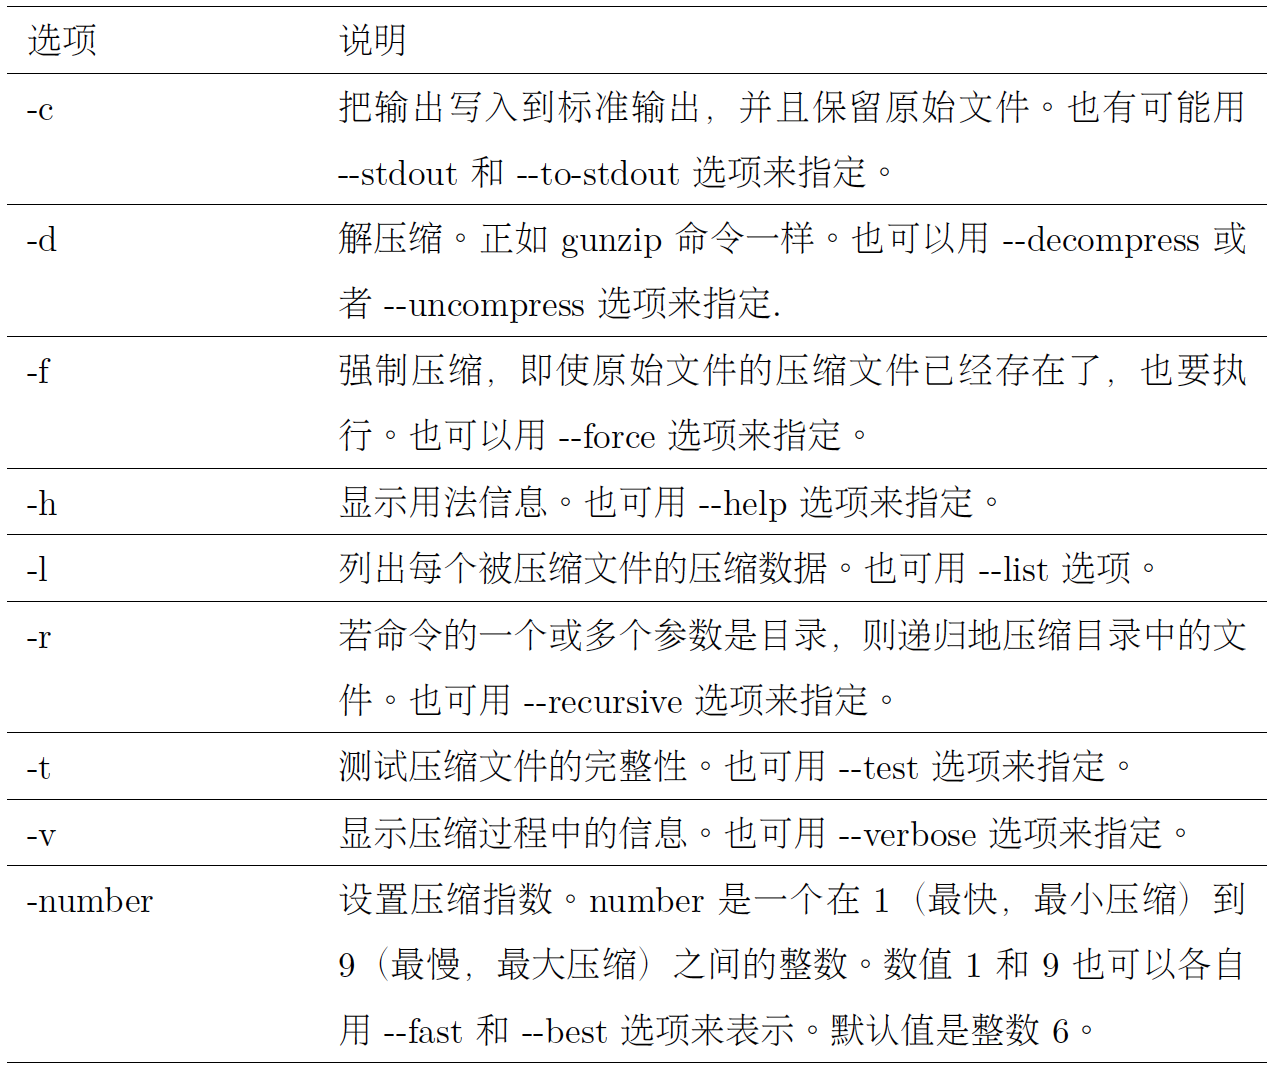 选项 说明
-c 把输出写入到标准输出，并且保留原始文件。也有可能用
--stdout 和 --to-stdout 选项来指定。
-d 解压缩。正如 gunzip 命令一样。也可以用 --decompress 或
者 --uncompress 选项来指定.
-f 强制压缩，即使原始文件的压缩文件已经存在了，也要执
行。也可以用 --force 选项来指定。
-h 显示用法信息。也可用 --help 选项来指定。
-l 列出每个被压缩文件的压缩数据。也可用 --list 选项。
-r 若命令的一个或多个参数是目录，则递归地压缩目录中的文
件。也可用 --recursive 选项来指定。
-t 测试压缩文件的完整性。也可用 --test 选项来指定。
-v 显示压缩过程中的信息。也可用 --verbose 选项来指定。
-number 设置压缩指数。number 是一个在 1（最快，最小压缩）到
9（最慢，最大压缩）之间的整数。数值 1 和 9 也可以各自
用 --fast 和 --best 选项来表示。默认值是整数 6。